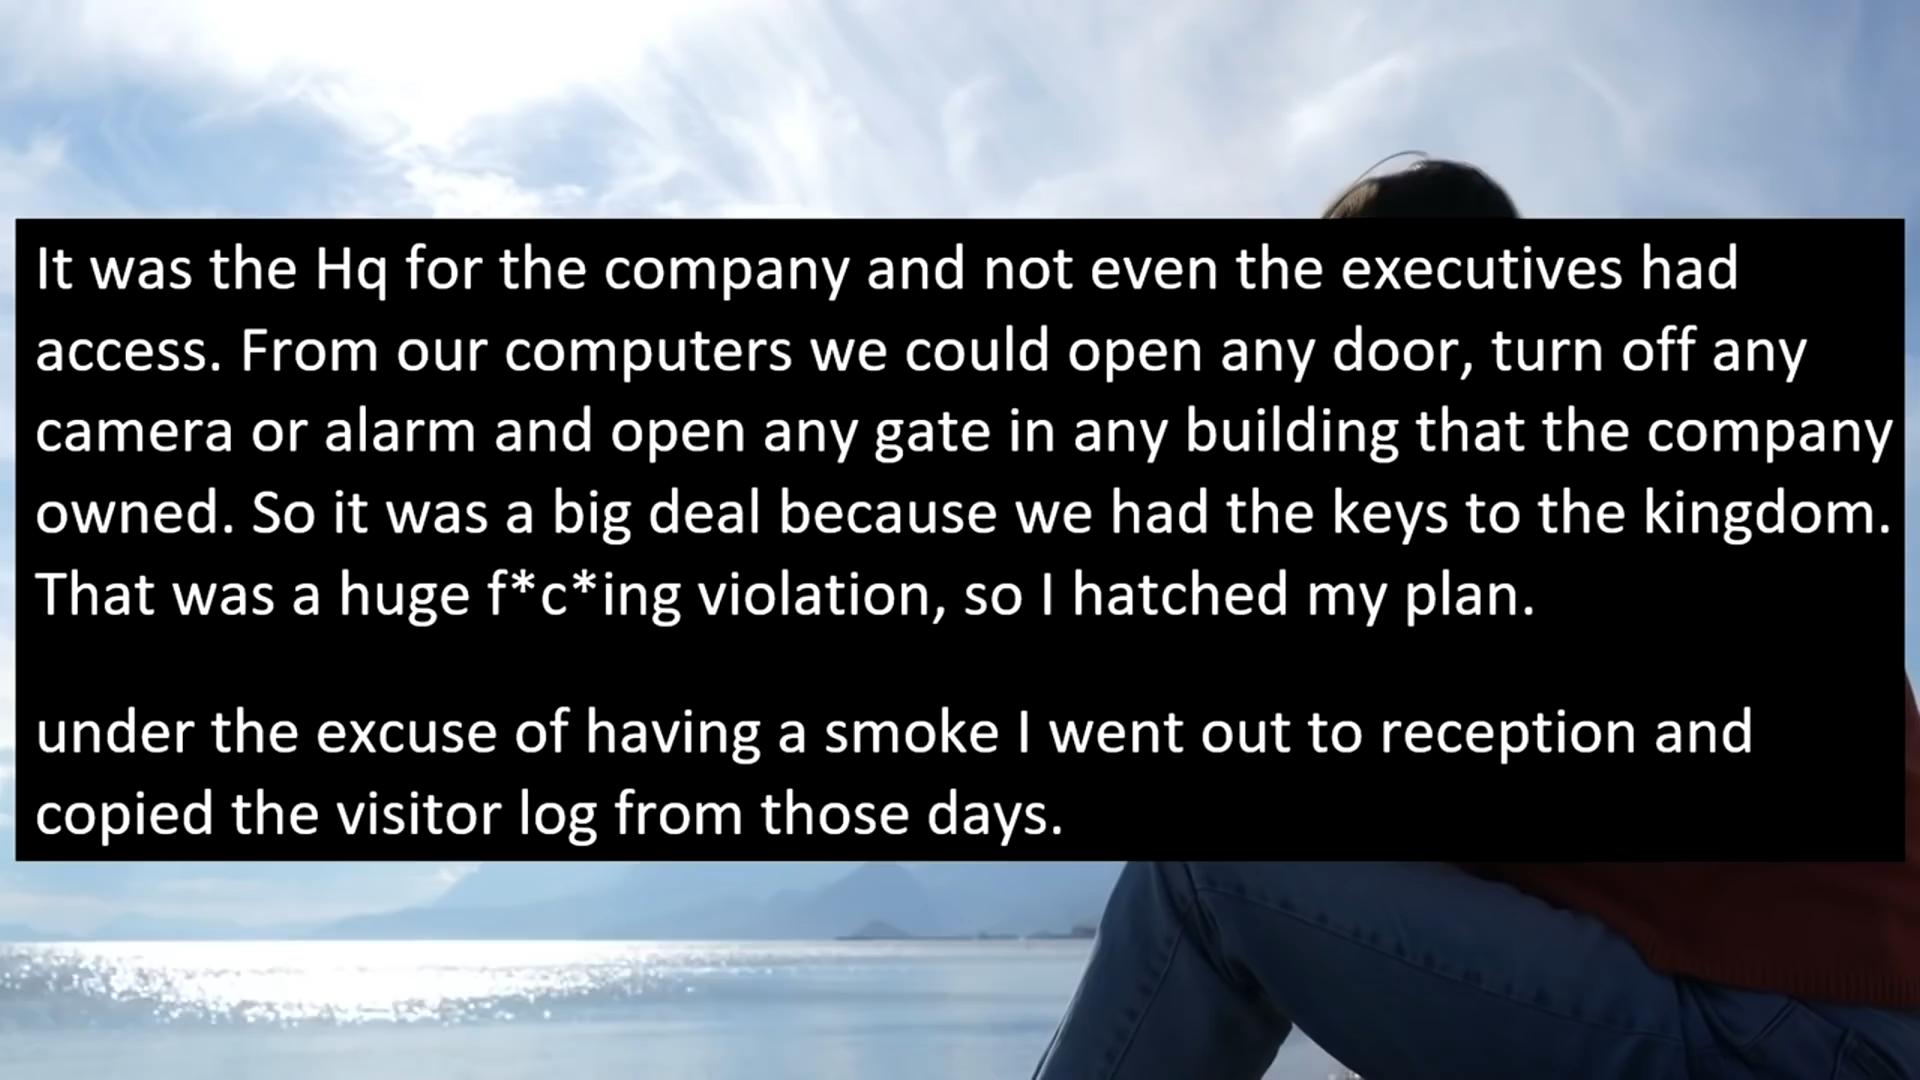 It was the Hq for the company and not even the executives had
access. From our computers we could open any door, turn off any
camera or alarm and open any gate in any building that the company
owned. So it was a big deal because we had the keys to the kingdom.
That was a huge f*c*ing violation, so I hatched my plan.
under the excuse of having a smoke I went out to reception and
copied the visitor log from those days.